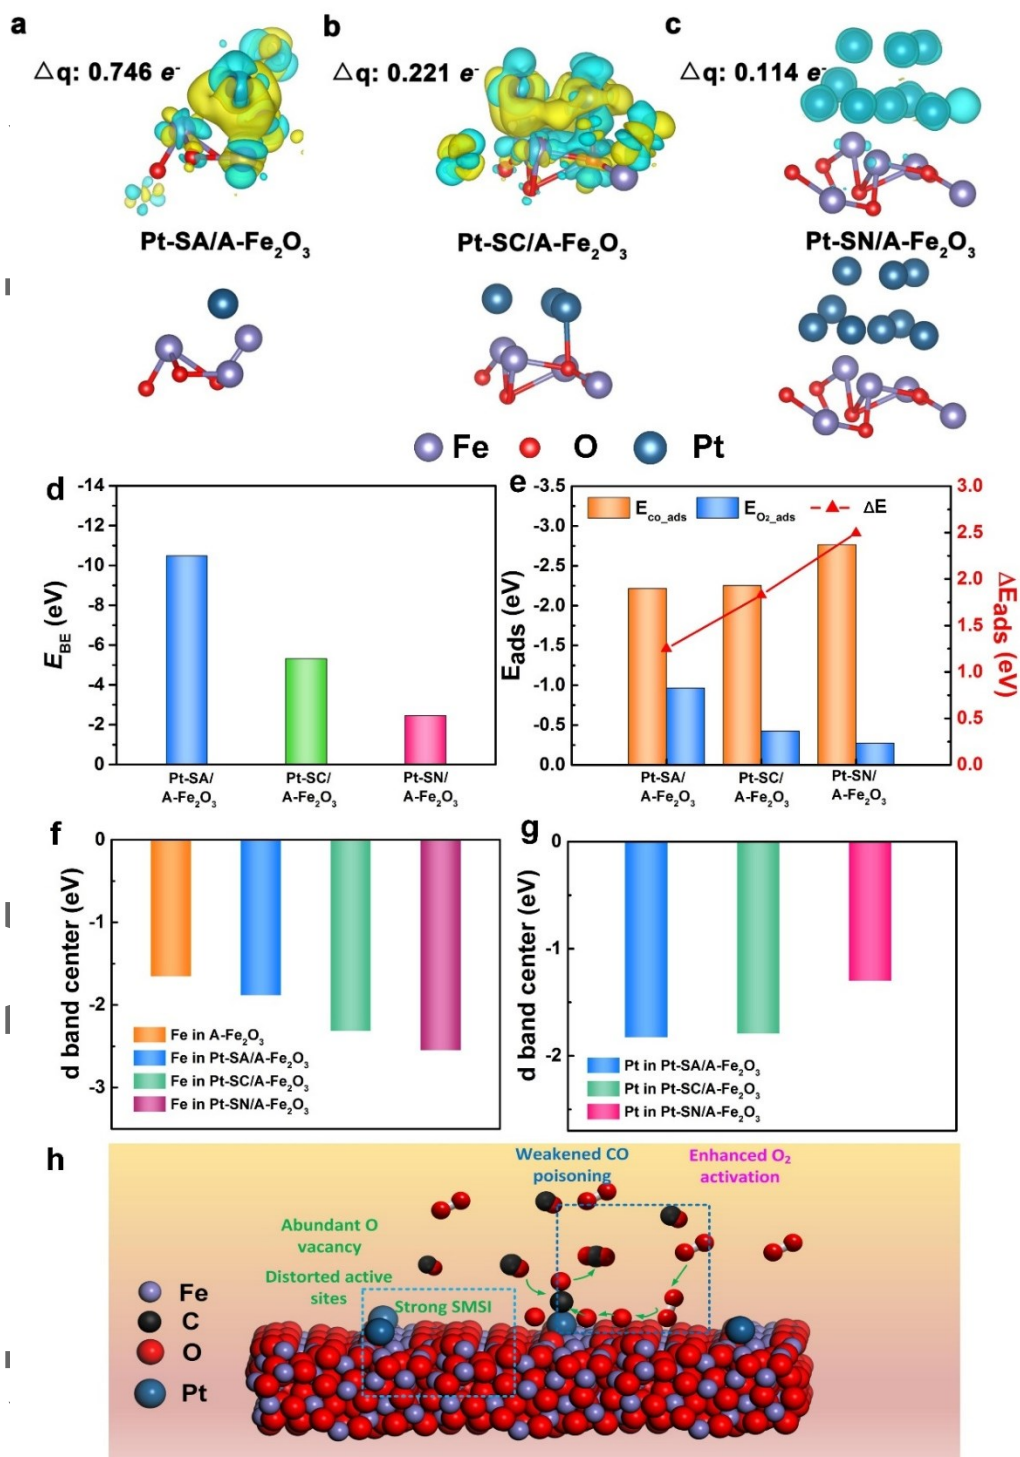 a
△q: 0.746 e⁻
Pt-SA/A-Fe₂O₃
b
△q: 0.221 e⁻
Pt-SC/A-Fe₂O₃
c
△q: 0.114 e⁻
Pt-SN/A-Fe₂O₃
Fe O Pt
d
-14
-12
-10
-8
-6
-4
-2
0
E_BE (eV)
Pt-SA/
A-Fe₂O₃
Pt-SC/
A-Fe₂O₃
Pt-SN/
A-Fe₂O₃
e
-3.5
-3.0
-2.5
-2.0
-1.5
-1.0
-0.5
0.0
Eads (eV)
E_co_ads E_O₂_ads ΔE
3.0
2.5
2.0
1.5
1.0
0.5
0.0
ΔEads (eV)
Pt-SA/
A-Fe₂O₃
Pt-SC/
A-Fe₂O₃
Pt-SN/
A-Fe₂O₃
f
0
-1
-2
-3
d band center (eV)
Fe in A-Fe₂O₃
Fe in Pt-SA/A-Fe₂O₃
Fe in Pt-SC/A-Fe₂O₃
Fe in Pt-SN/A-Fe₂O₃
g
0
-1
-2
d band center (eV)
Pt in Pt-SA/A-Fe₂O₃
Pt in Pt-SC/A-Fe₂O₃
Pt in Pt-SN/A-Fe₂O₃
h
Weakened CO
poisoning
Enhanced O₂
activation
Abundant O
vacancy
Distorted active
sites
Strong SMSI
Fe
C
O
Pt